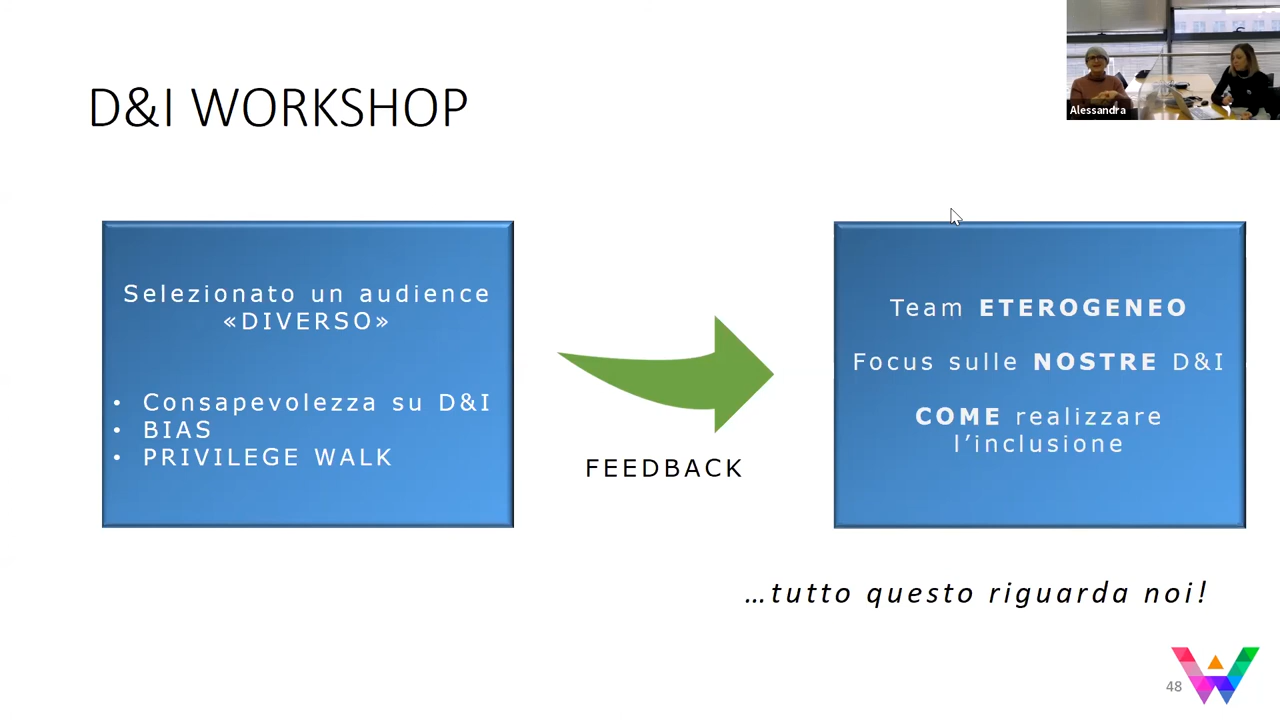 D&I WORKSHOP
Alessandra
Selezionato un audience
«DIVERSO»
• Consapevolezza su D&I
• BIAS
• PRIVILEGE WALK
FEEDBACK
Team ETEROGENEO
Focus sulle NOSTRE D&I
COME realizzare
l’inclusione
…tutto questo riguarda noi!
48